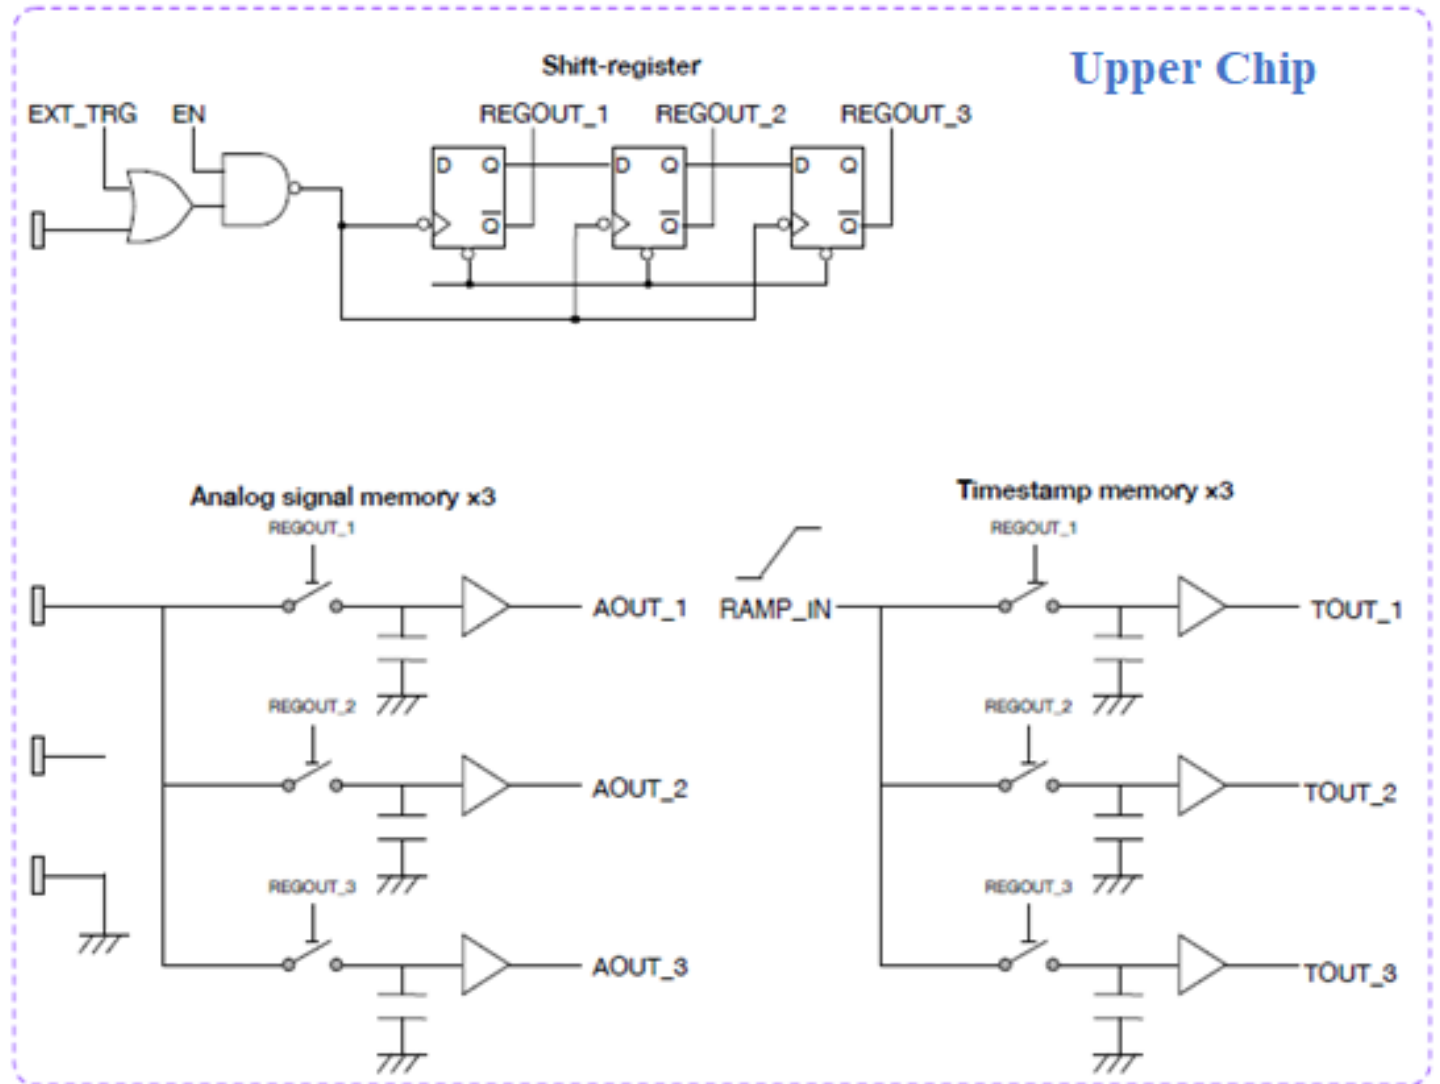 Upper Chip
Shift-register
EXT_TRG EN REGOUT_1 REGOUT_2 REGOUT_3
D Q D Q D Q
Q Q Q
Analog signal memory x3
Timestamp memory x3
REGOUT_1
REGOUT_1
AOUT_1
RAMP_IN
TOUT_1
REGOUT_2
REGOUT_2
AOUT_2
TOUT_2
REGOUT_3
REGOUT_3
AOUT_3
TOUT_3